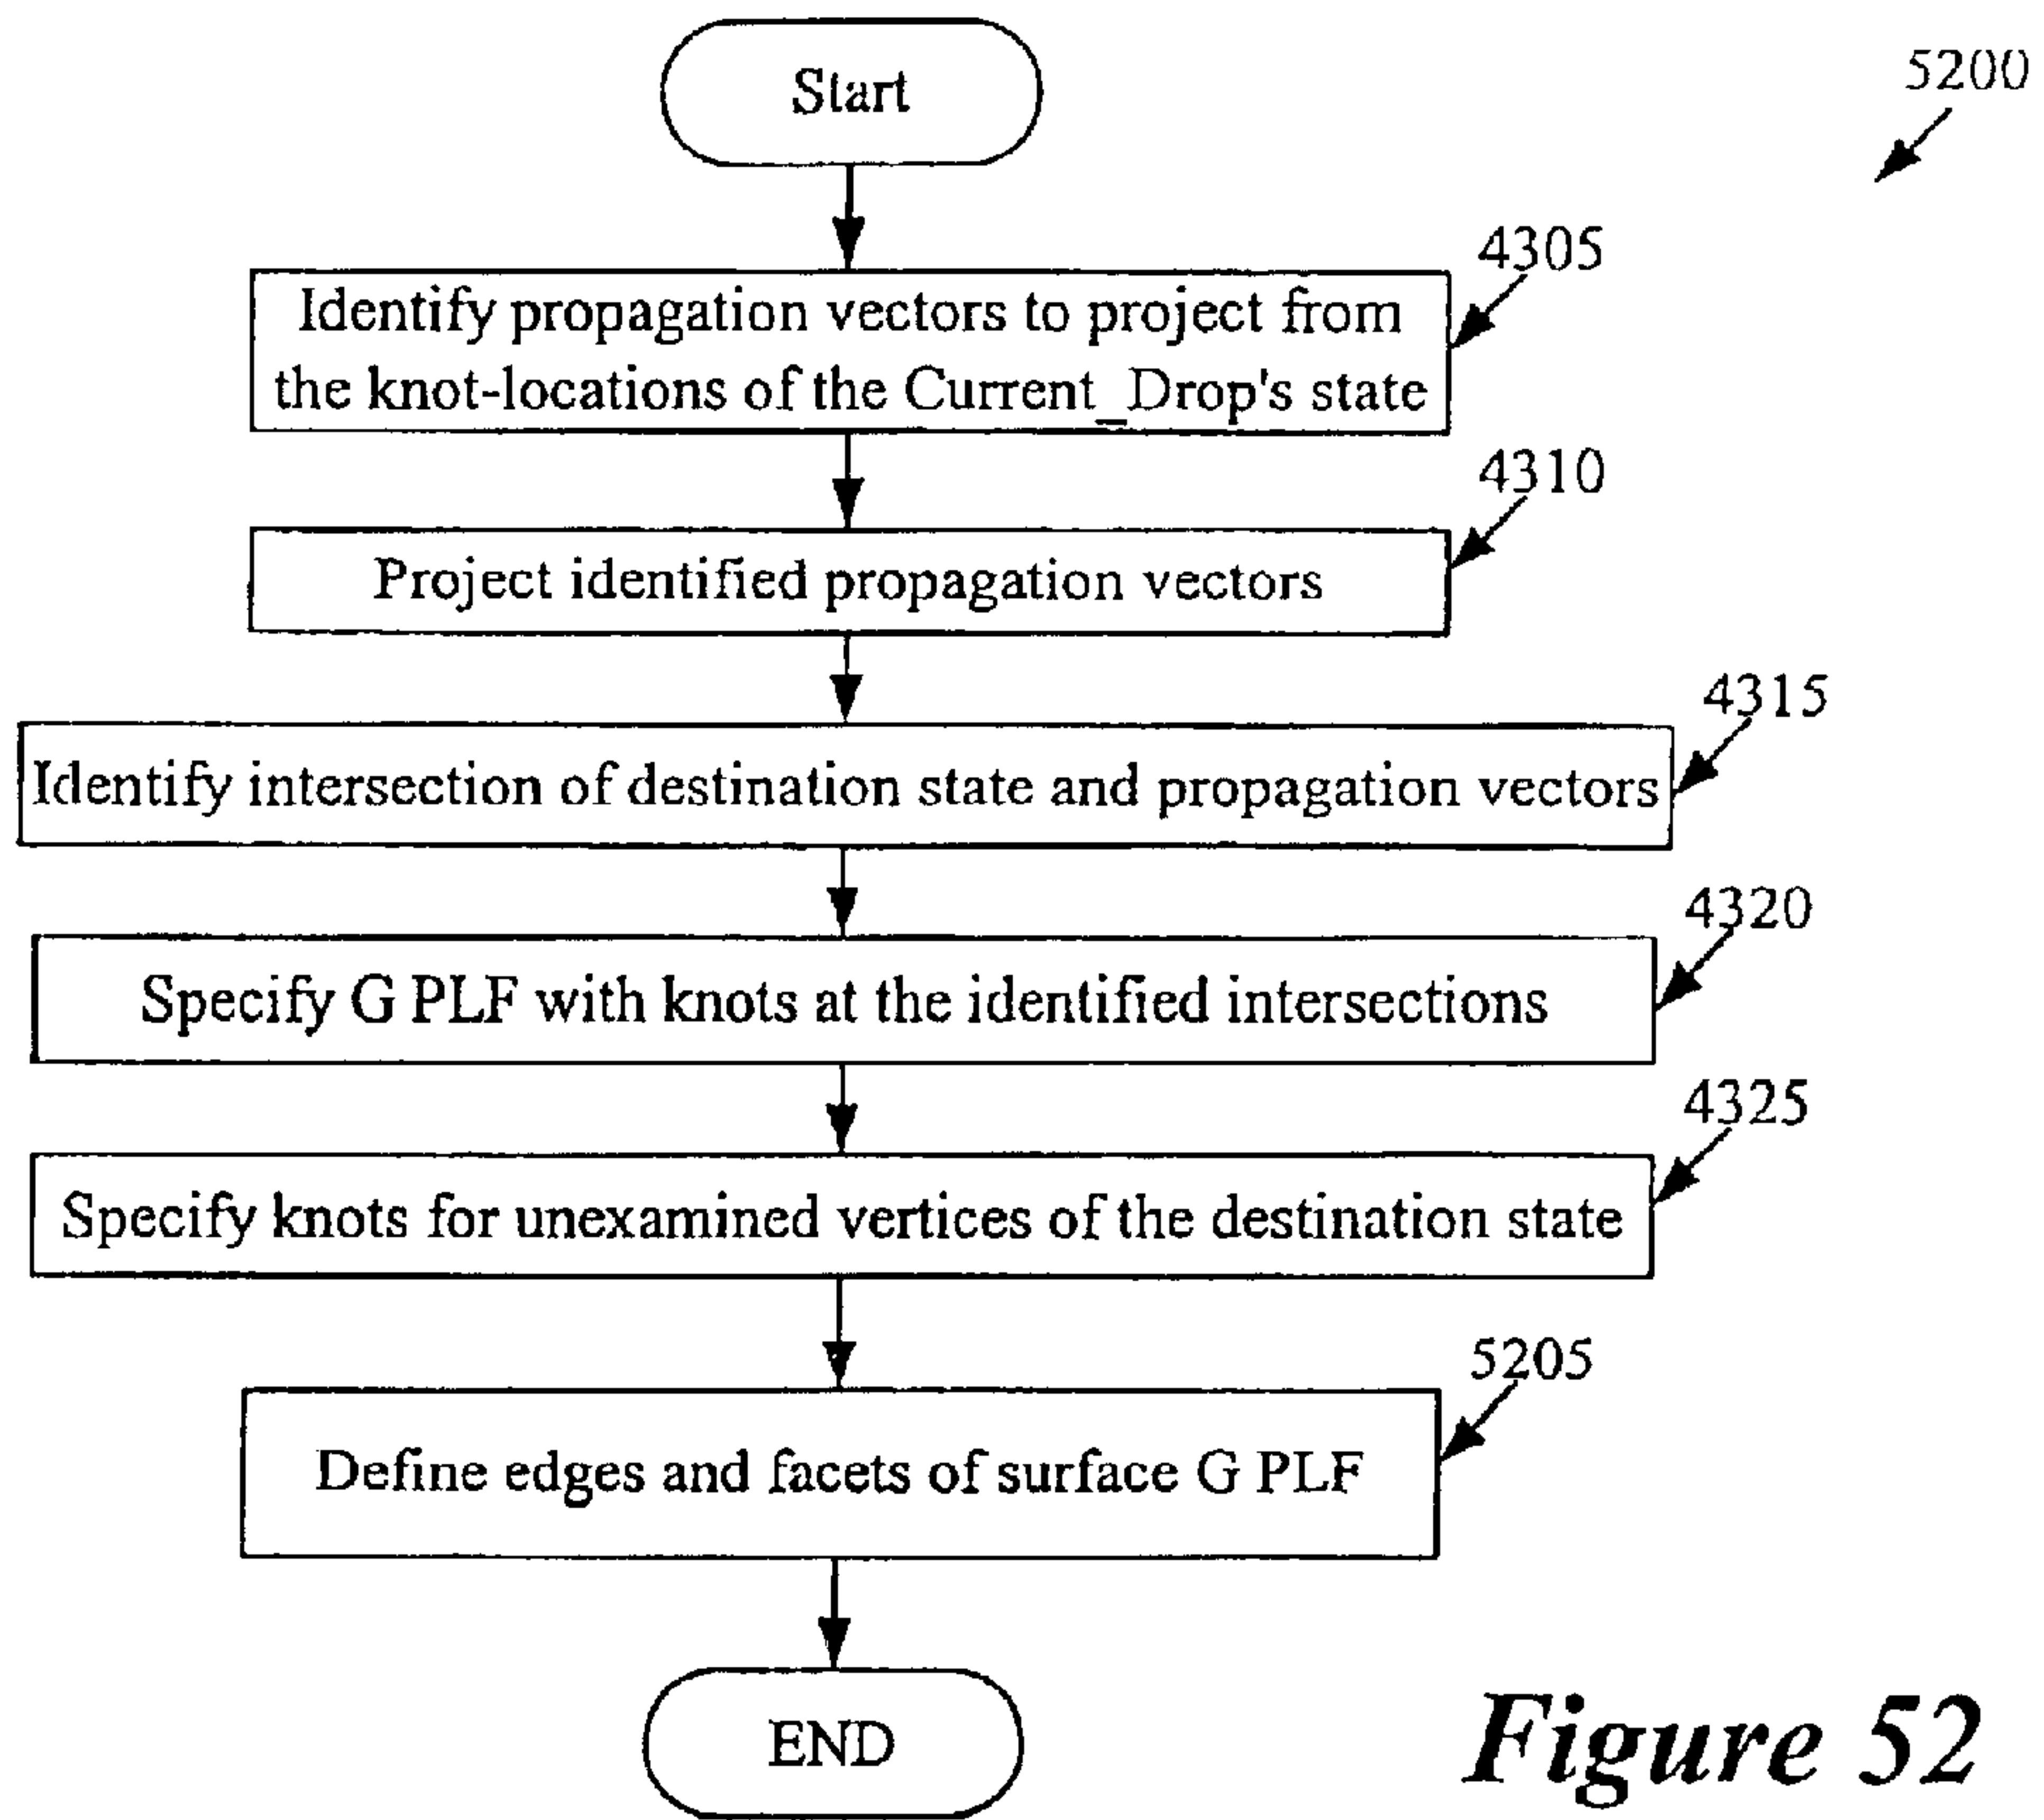 Start
5200
4305
Identify propagation vectors to project from
the knot-locations of the Current_Drop's state
4310
Project identified propagation vectors
4315
Identify intersection of destination state and propagation vectors
4320
Specify G PLF with knots at the identified intersections
4325
Specify knots for unexamined vertices of the destination state
5205
Define edges and facets of surface G PLF
END
Figure 52